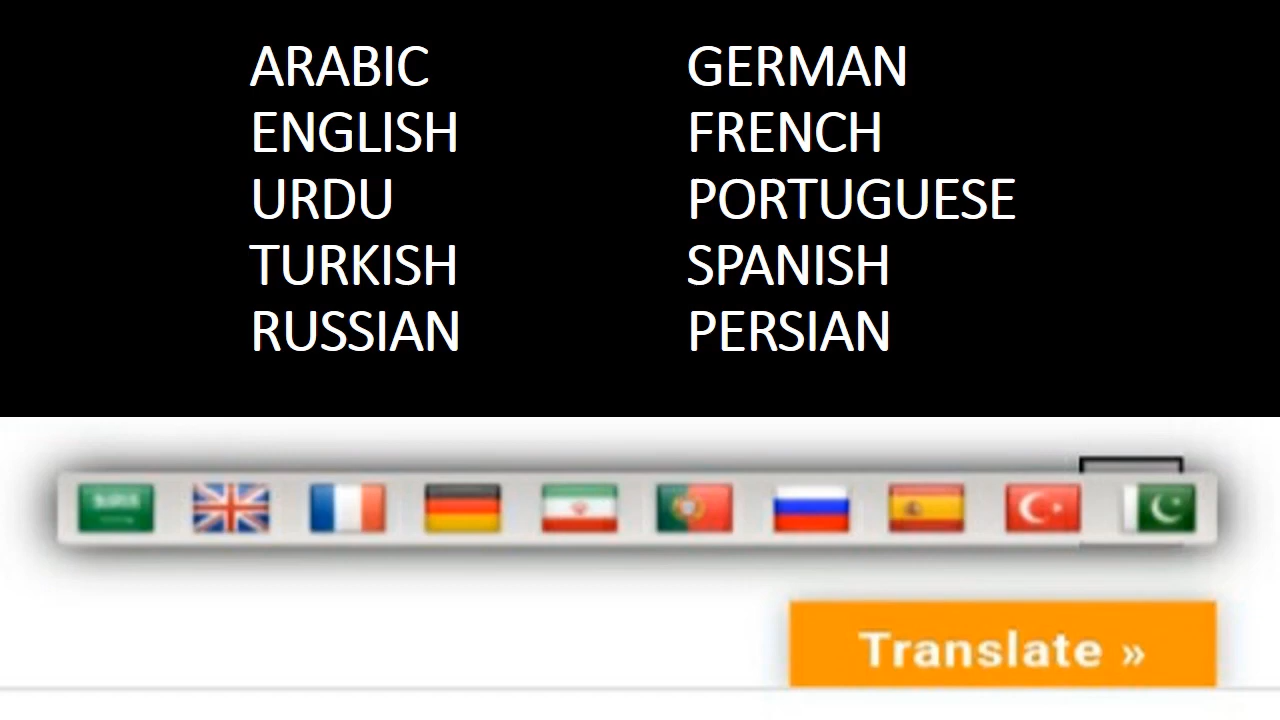 ARABIC
ENGLISH
URDU
TURKISH
RUSSIAN
GERMAN
FRENCH
PORTUGUESE
SPANISH
PERSIAN
Translate »